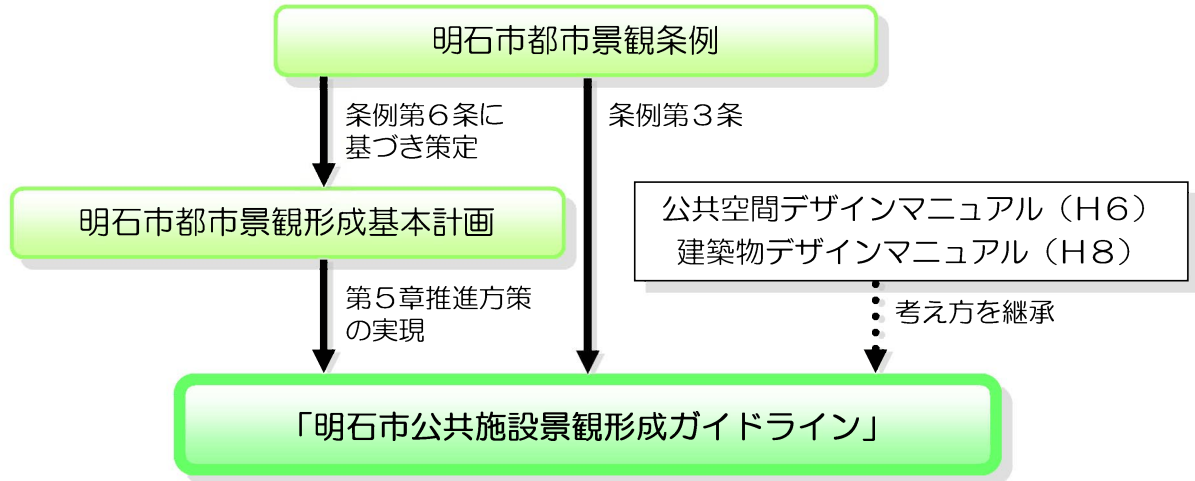 明石市都市景観条例
条例第６条に
基づき策定
条例第３条
明石市都市景観形成基本計画
公共空間デザインマニュアル（Ｈ６）
建築物デザインマニュアル（Ｈ８）
第５章推進方策
の実現
考え方を継承
「明石市公共施設景観形成ガイドライン」